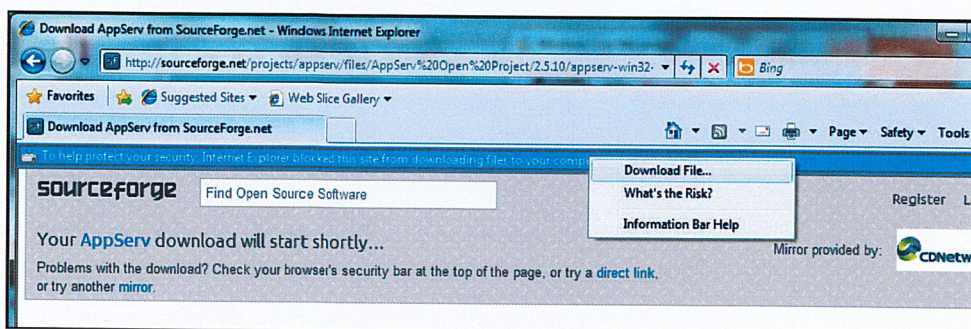 Download AppServ from SourceForge.net - Windows Internet Explorer
http://sourceforge.net/projects/appserv/files/AppServ%20Open%20Project/2.5.10/appserv-win32-
Bing
Favorites Suggested Sites Web Slice Gallery
Download AppServ from SourceForge.net Page Safety Tools
To help protect your security, Internet Explorer blocked this site from downloading files to your
Download File...
What's the Risk?
Information Bar Help
sourceforge Find Open Source Software Register
Your AppServ download will start shortly...
Mirror provided by: CDNetw
Problems with the download? Check your browser's security bar at the top of the page, or try a direct link,
or try another mirror.